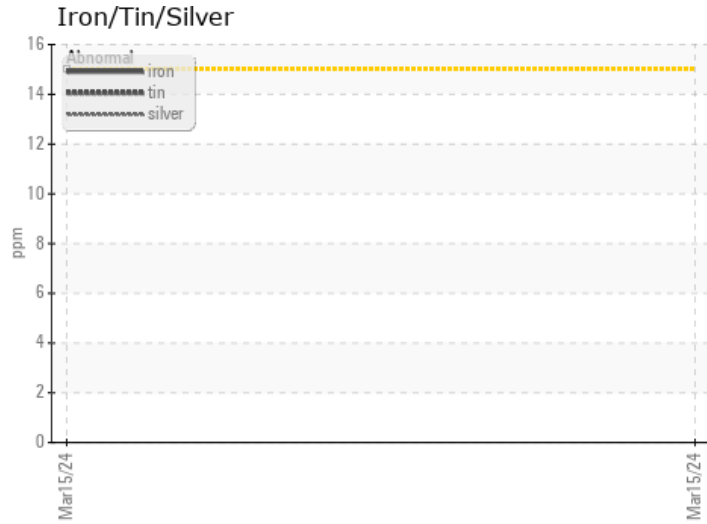 Iron/Tin/Silver
16
14
12
10
8
6
4
2
0
ppm
Abnormal
iron
tin
silver
Mar15/24
Mar15/24